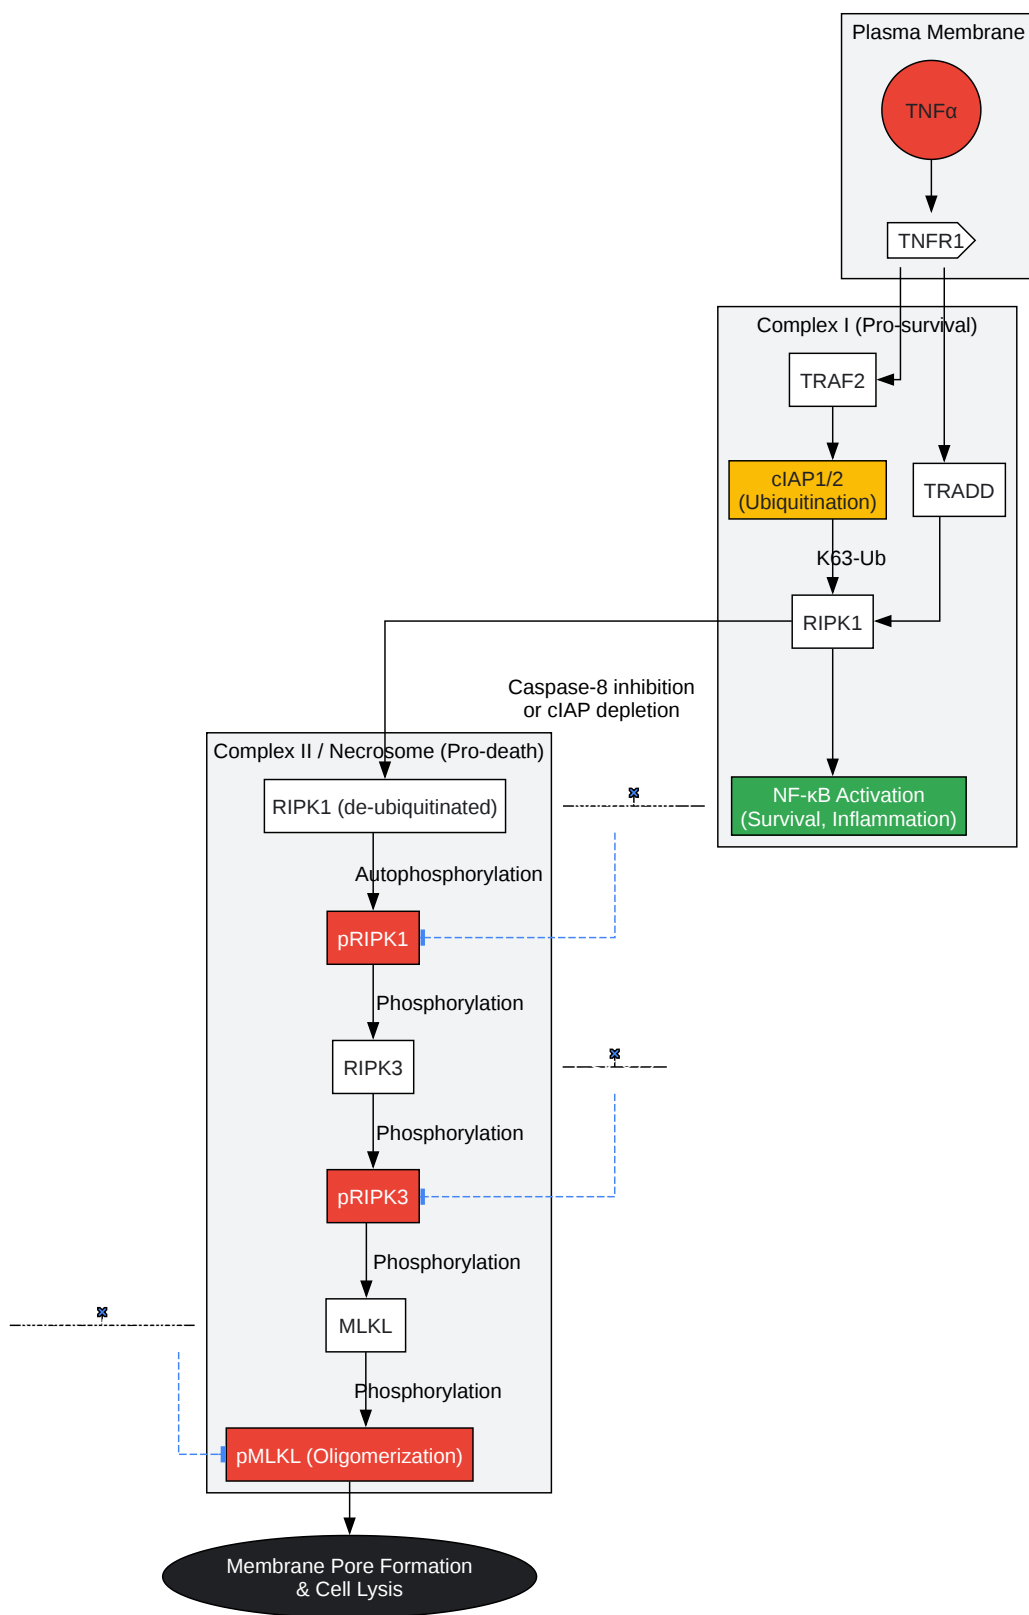 Plasma Membrane
TNFα
TNFR1
Complex I (Pro-survival)
TRAF2
cIAP1/2
(Ubiquitination)
TRADD
K63-Ub
RIPK1
Caspase-8 inhibition
or cIAP depletion
Complex II / Necrosome (Pro-death)
RIPK1 (de-ubiquitinated)
NF-κB Activation
(Survival, Inflammation)
Autophosphorylation
pRIPK1
Phosphorylation
RIPK3
Phosphorylation
pRIPK3
Phosphorylation
MLKL
Phosphorylation
pMLKL (Oligomerization)
Membrane Pore Formation
& Cell Lysis